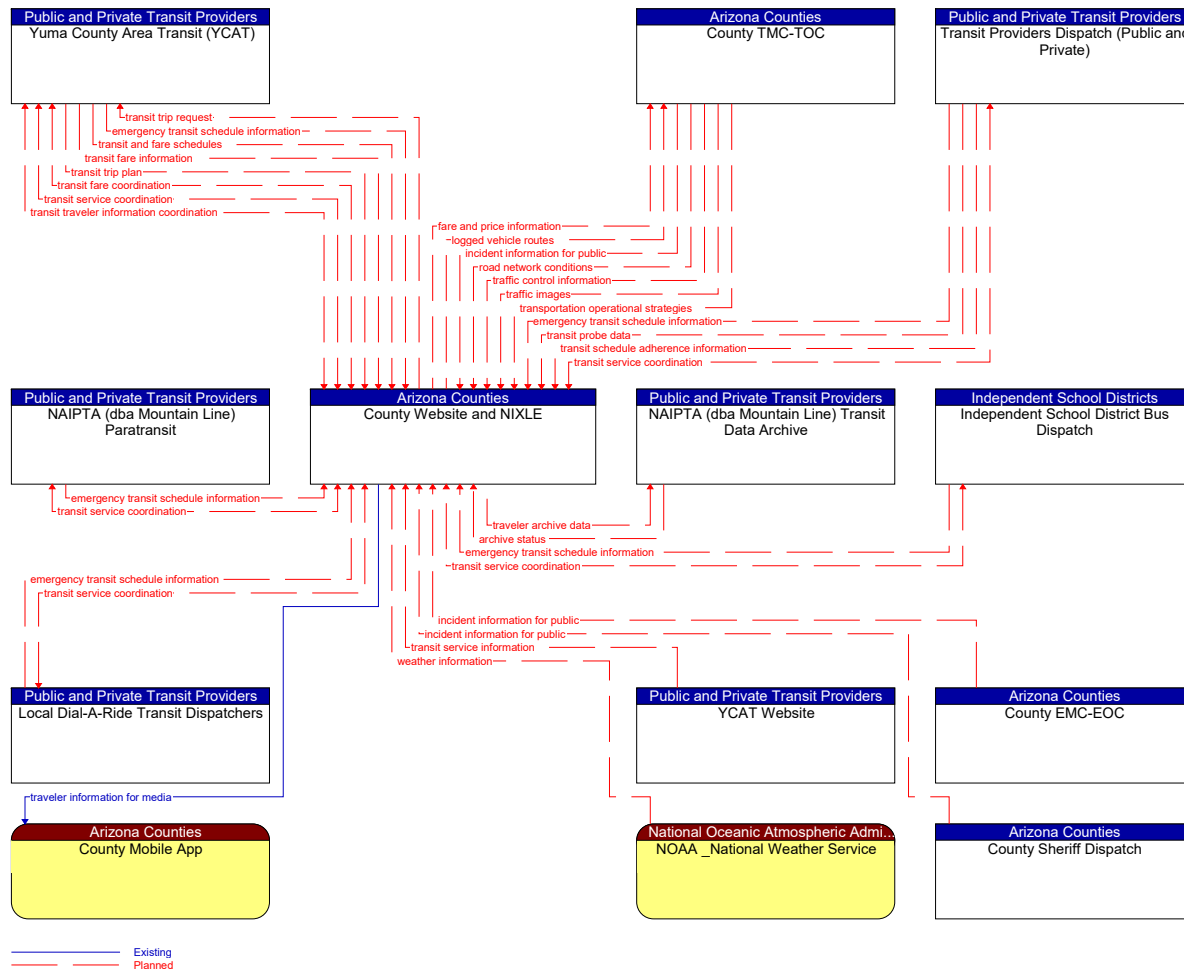 Public and Private Transit Providers
Yuma County Area Transit (YCAT)
Arizona Counties
County TMC-TOC
Public and Private Transit Providers
Transit Providers Dispatch (Public and
Private)
transit trip request
emergency transit schedule information
transit and fare schedules
transit fare information
transit trip plan
transit fare coordination
transit service coordination
transit traveler information coordination
fare and price information
logged vehicle routes
incident information for public
road network conditions
traffic control information
traffic images
transportation operational strategies
emergency transit schedule information
transit probe data
transit schedule adherence information
transit service coordination
Public and Private Transit Providers
NAIPTA (dba Mountain Line)
Paratransit
Arizona Counties
County Website and NIXLE
Public and Private Transit Providers
NAIPTA (dba Mountain Line) Transit
Data Archive
Independent School Districts
Independent School District Bus
Dispatch
emergency transit schedule information
transit service coordination
traveler archive data
archive status
emergency transit schedule information
transit service coordination
emergency transit schedule information
transit service coordination
incident information for public
incident information for public
transit service information
weather information
Public and Private Transit Providers
Local Dial-A-Ride Transit Dispatchers
Public and Private Transit Providers
YCAT Website
Arizona Counties
County EMC-EOC
traveler information for media
Arizona Counties
County Mobile App
National Oceanic Atmospheric Admi...
NOAA _National Weather Service
Arizona Counties
County Sheriff Dispatch
Existing
Planned